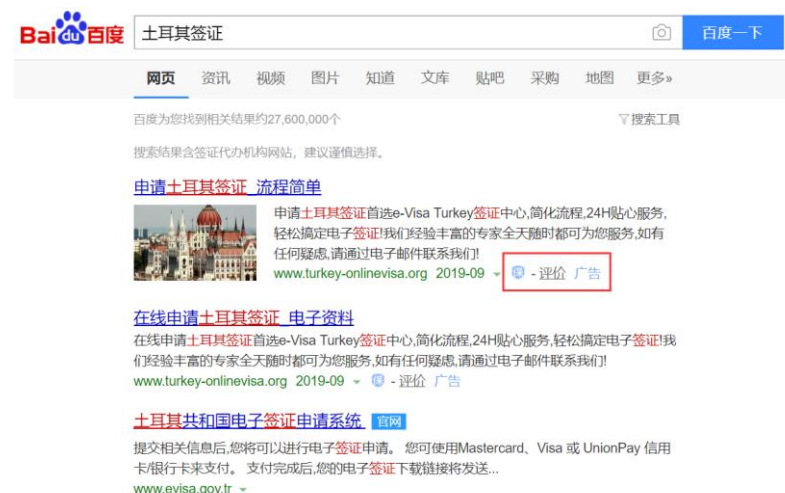 Bai du 百度
土耳其签证
百度一下
网页 资讯 视频 图片 知道 文库 贴吧 采购 地图 更多»
百度为您找到相关结果约27,600,000个 搜索工具
搜索结果含签证代办机构网站，建议谨慎选择。
申请土耳其签证_流程简单
申请土耳其签证首选e-Visa Turkey签证中心,简化流程,24H贴心服务,
轻松搞定电子签证!我们经验丰富的专家全天随时都可为您服务,如有
任何疑虑,请通过电子邮件联系我们!
www.turkey-onlinevisa.org 2019-09 - 评价 广告
在线申请土耳其签证_电子资料
在线申请土耳其签证首选e-Visa Turkey签证中心,简化流程,24H贴心服务,轻松搞定电子签证!我
们经验丰富的专家全天随时都可为您服务,如有任何疑虑,请通过电子邮件联系我们!
www.turkey-onlinevisa.org 2019-09 - 评价 广告
土耳其共和国电子签证申请系统 官网
提交相关信息后,您将可以进行电子签证申请。 您可使用Mastercard、Visa 或 UnionPay 信用
卡/银行卡来支付。 支付完成后,您的电子签证下载链接将发送...
www.evisa.gov.tr